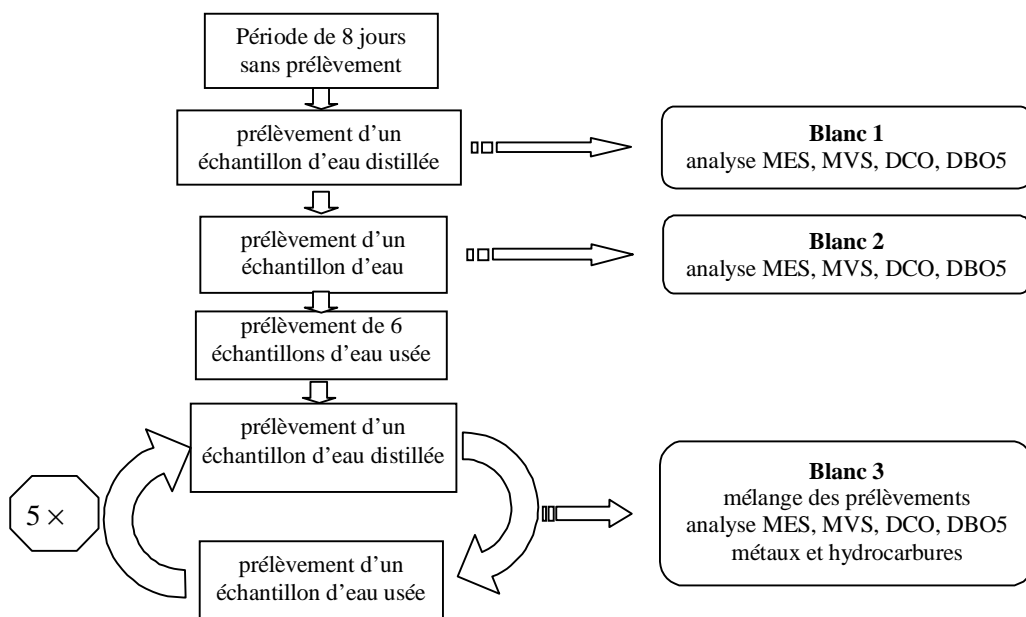 Période de 8 jours
sans prélèvement
prélèvement d’un
échantillon d’eau distillée
Blanc 1
analyse MES, MVS, DCO, DBO5
prélèvement d’un
échantillon d’eau
Blanc 2
analyse MES, MVS, DCO, DBO5
prélèvement de 6
échantillons d’eau usée
prélèvement d’un
échantillon d’eau distillée
5 ×
Blanc 3
mélange des prélèvements
analyse MES, MVS, DCO, DBO5
métaux et hydrocarbures
prélèvement d’un
échantillon d’eau usée